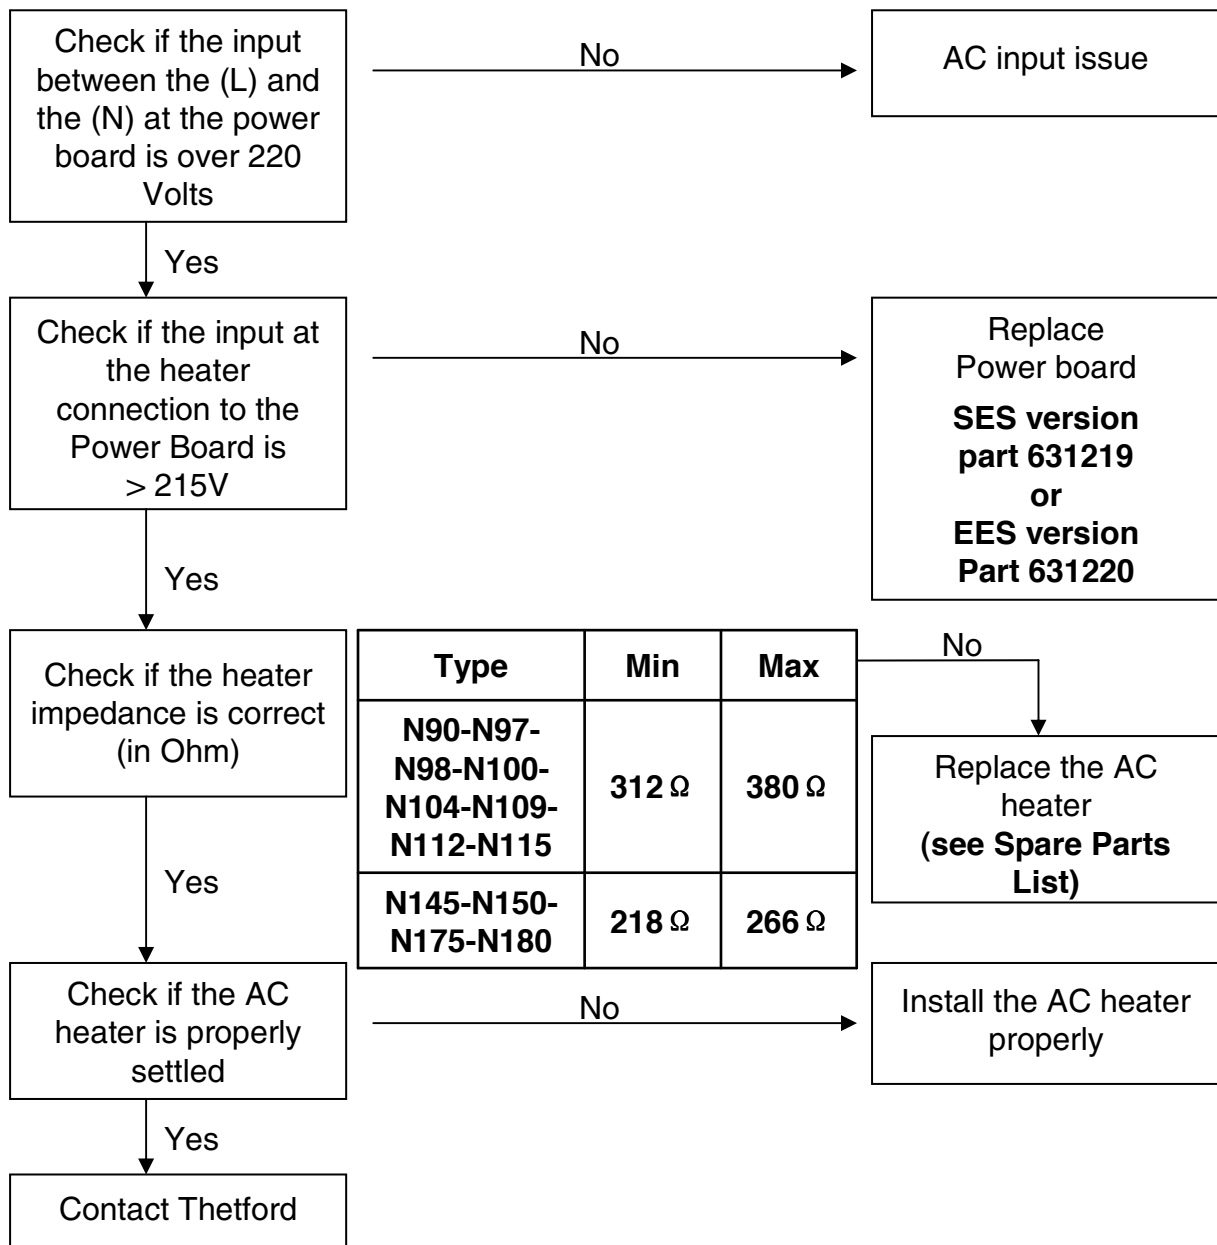 Check if the input
between the (L) and
the (N) at the power
board is over 220
Volts
No
AC input issue
Yes
Check if the input at
the heater
connection to the
Power Board is
> 215V
No
Replace
Power board
SES version
part 631219
or
EES version
Part 631220
Yes
Check if the heater
impedance is correct
(in Ohm)
Type Min Max
N90-N97-
N98-N100-
N104-N109-
N112-N115
312 Ω 380 Ω
N145-N150-
N175-N180
218 Ω 266 Ω
No
Replace the AC
heater
(see Spare Parts
List)
Yes
Check if the AC
heater is properly
settled
No
Install the AC heater
properly
Yes
Contact Thetford